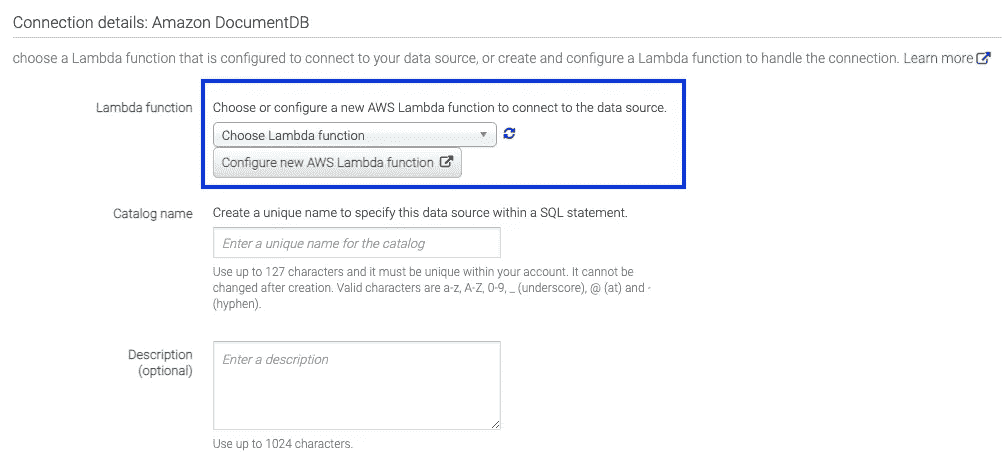 Connection details: Amazon DocumentDB
choose a Lambda function that is configured to connect to your data source, or create and configure a Lambda function to handle the connection. Learn more
Lambda function
Choose or configure a new AWS Lambda function to connect to the data source.
Choose Lambda function
Configure new AWS Lambda function
Catalog name
Create a unique name to specify this data source within a SQL statement.
Enter a unique name for the catalog
Use up to 127 characters and it must be unique within your account. It cannot be
changed after creation. Valid characters are a-z, A-Z, 0-9, _ (underscore), @ (at) and -
(hyphen).
Description
(optional)
Enter a description
Use up to 1024 characters.